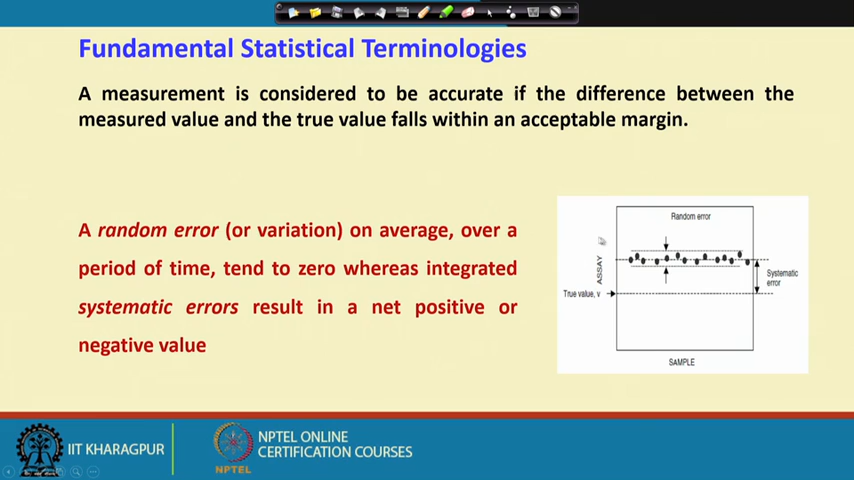 Fundamental Statistical Terminologies
A measurement is considered to be accurate if the difference between the
measured value and the true value falls within an acceptable margin.
A random error (or variation) on average, over a
period of time, tend to zero whereas integrated
systematic errors result in a net positive or
negative value
Random error
ASSAY
Systematic
error
True value, v
SAMPLE
IIT KHARAGPUR
NPTEL
NPTEL ONLINE
CERTIFICATION COURSES